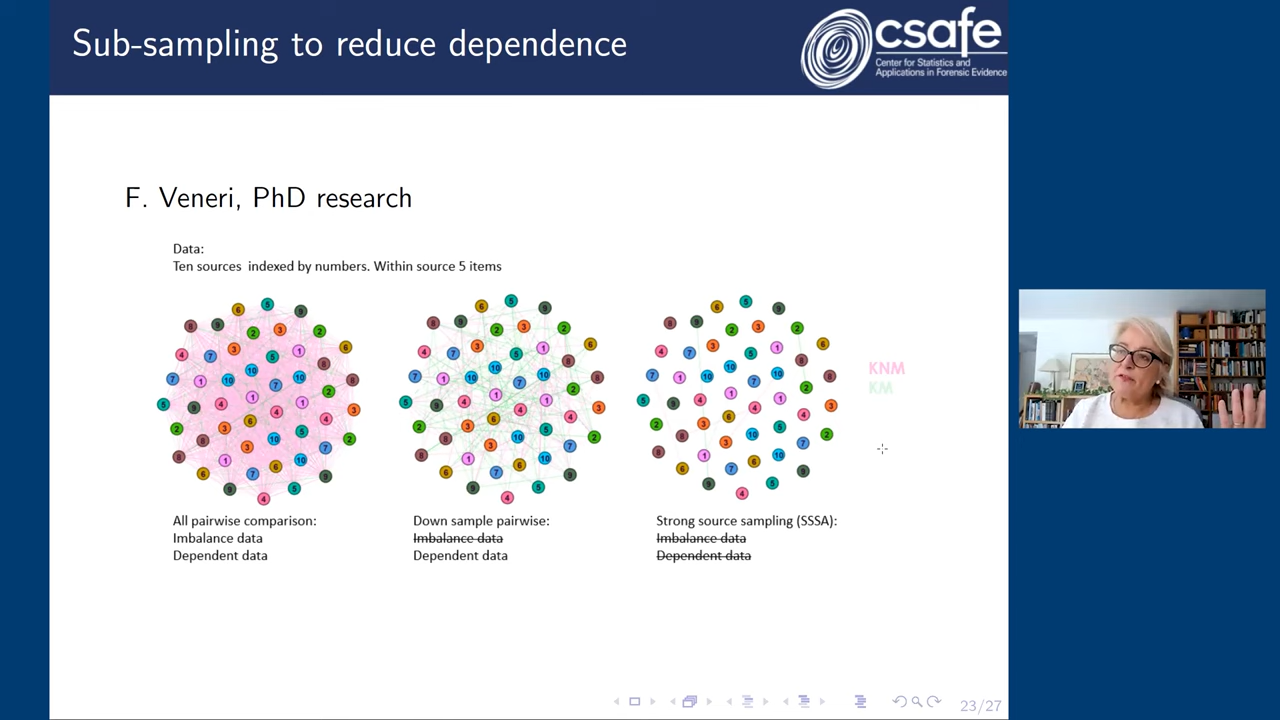 Sub-sampling to reduce dependence
csafe
Center for Statistics and
Applications in Forensic Evidence
F. Veneri, PhD research
Data:
Ten sources indexed by numbers. Within source 5 items
KNM
KM
All pairwise comparison:
Imbalance data
Dependent data
Down sample pairwise:
Imbalance data
Dependent data
Strong source sampling (SSSA):
Imbalance data
Dependent data
23/27